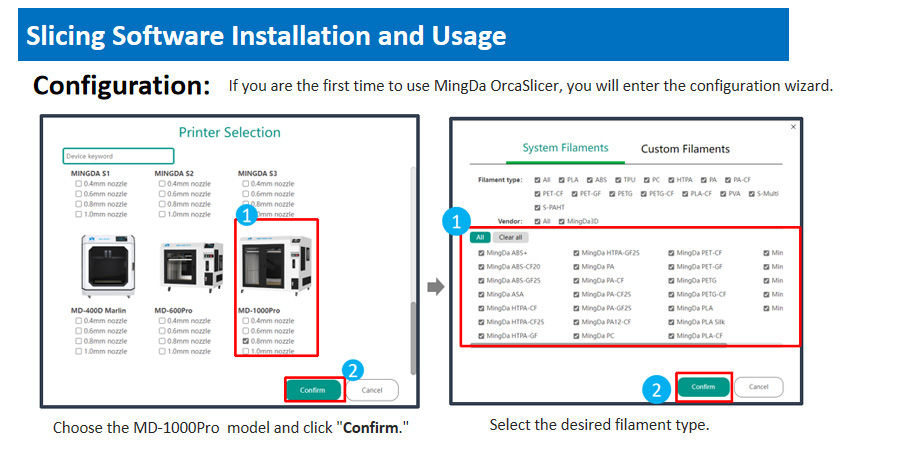 Slicing Software Installation and Usage
Configuration: If you are the first time to use MingDa OrcaSlicer, you will enter the configuration wizard.
Printer Selection
Device keyword
MINGDA S1 MINGDA S2 MINGDA S3
0.4mm nozzle 0.4mm nozzle 0.4mm nozzle
0.6mm nozzle 0.6mm nozzle 0.6mm nozzle
0.8mm nozzle 0.8mm nozzle 0.8mm nozzle
1.0mm nozzle 1.0mm nozzle 0mm nozzle
1
MD-400D Marlin MD-600Pro MD-1000Pro
0.4mm nozzle 0.4mm nozzle 0.4mm nozzle
0.6mm nozzle 0.6mm nozzle 0.6mm nozzle
0.8mm nozzle 0.8mm nozzle 0.8mm nozzle
1.0mm nozzle 1.0mm nozzle 1.0mm nozzle
2
Confirm Cancel
Choose the MD-1000Pro model and click "Confirm."
System Filaments Custom Filaments
Filament type: All PLA ABS TPU PC HTPA PA PA-CF
PET-CF PET-GF PETG PETG-CF PLA-CF PVA S-Multi
S-PAHT
Vendor: All MingDa3D
1
All Clear all
MingDa ABS+ MingDa HTPA-GF25 MingDa PET-CF Min
MingDa ABS-CF20 MingDa PA MingDa PET-GF Min
MingDa ABS-GF25 MingDa PA-CF MingDa PETG Min
MingDa ASA MingDa PA-CF25 MingDa PETG-CF Min
MingDa HTPA-CF MingDa PA-GF25 MingDa PLA Min
MingDa HTPA-CF25 MingDa PA12-CF MingDa PLA Silk
MingDa HTPA-GF MingDa PC MingDa PLA-CF
2 Confirm Cancel
Select the desired filament type.